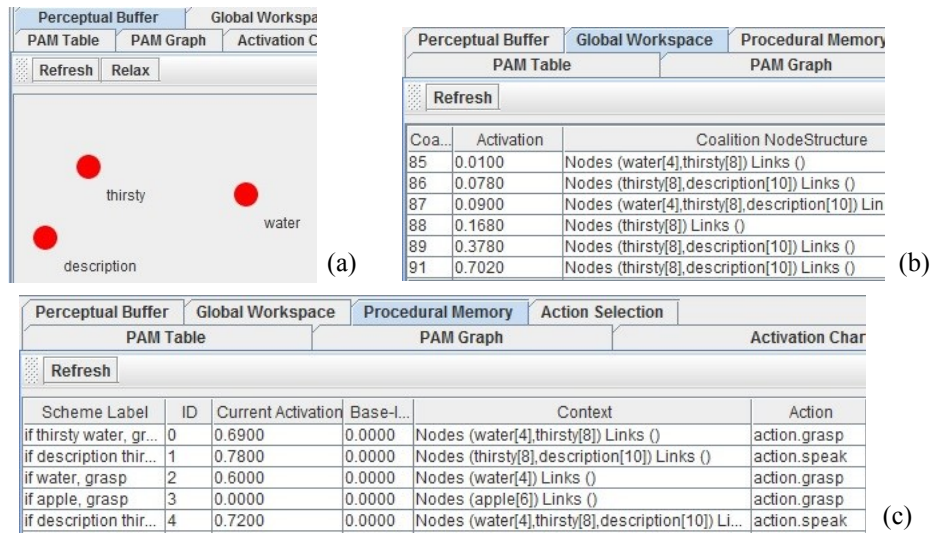 Perceptual Buffer Global Workspa
PAM Table PAM Graph Activation C
Refresh Relax
thirsty
water
description
(a)
Perceptual Buffer Global Workspace Procedural Memory
PAM Table PAM Graph
Refresh
Coa... Activation Coalition NodeStructure
85 0.0100 Nodes (water[4],thirsty[8]) Links ()
86 0.0780 Nodes (thirsty[8],description[10]) Links ()
87 0.0900 Nodes (water[4],thirsty[8],description[10]) Lin
88 0.1680 Nodes (thirsty[8]) Links ()
89 0.3780 Nodes (thirsty[8],description[10]) Links ()
91 0.7020 Nodes (thirsty[8],description[10]) Links ()
(b)
Perceptual Buffer Global Workspace Procedural Memory Action Selection
PAM Table PAM Graph Activation Char
Refresh
Scheme Label ID Current Activation Base-l... Context Action
if thirsty water, gr... 0 0.6900 0.0000 Nodes (water[4],thirsty[8]) Links () action.grasp
if description thir... 1 0.7800 0.0000 Nodes (thirsty[8],description[10]) Links () action.speak
if water, grasp 2 0.6000 0.0000 Nodes (water[4]) Links () action.grasp
if apple, grasp 3 0.0000 0.0000 Nodes (apple[6]) Links () action.grasp
if description thir... 4 0.7200 0.0000 Nodes (water[4],thirsty[8],description[10]) Li... action.speak
(c)